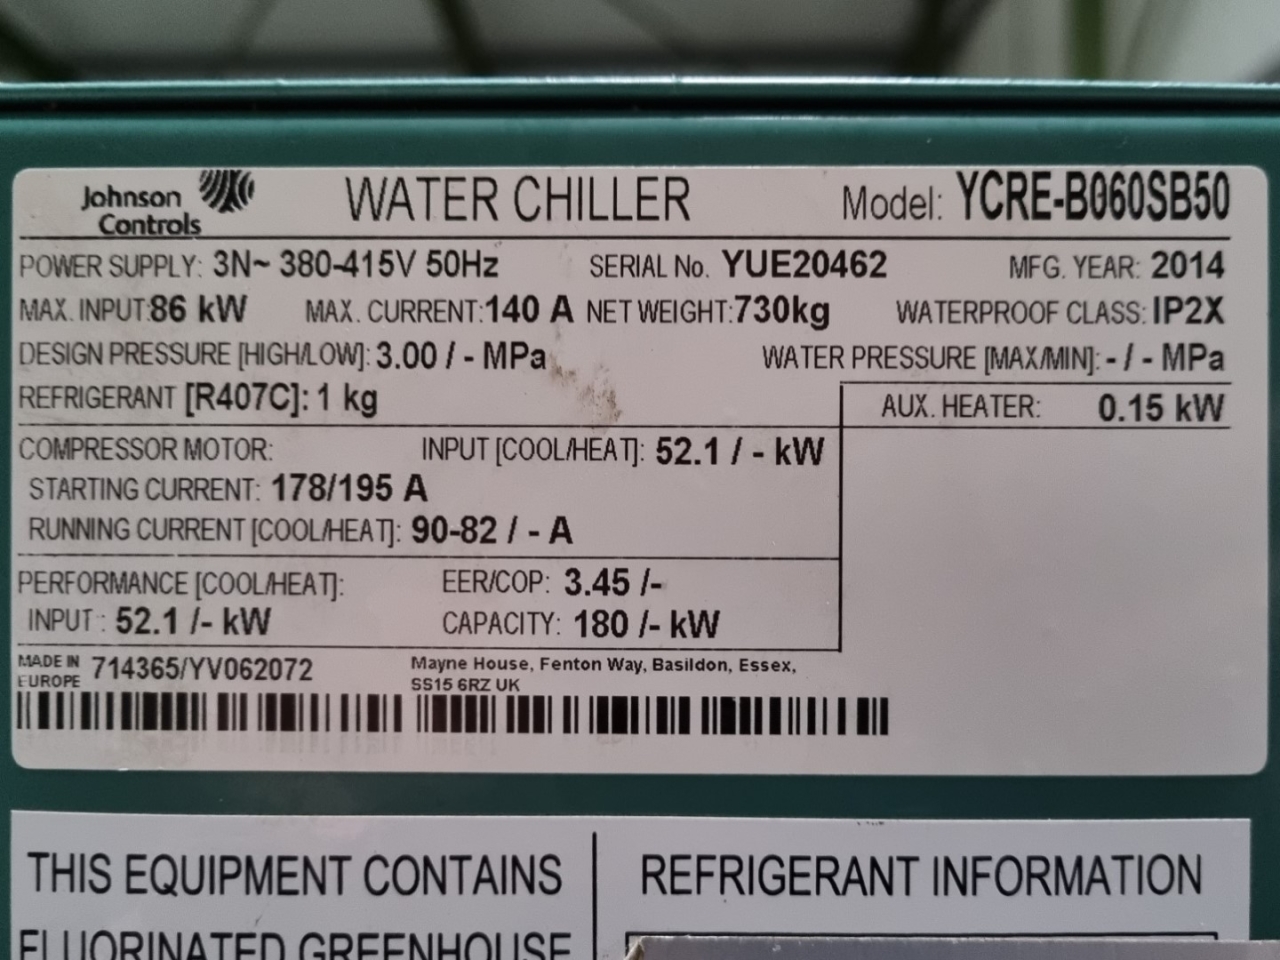 Johnson Controls WATER CHILLER Model: YCRE-B060SB50
POWER SUPPLY: 3N~ 380-415V 50Hz SERIAL No. YUE20462 MFG. YEAR: 2014
MAX. INPUT:86 kW MAX. CURRENT:140 A NET WEIGHT:730kg WATERPROOF CLASS: IP2X
DESIGN PRESSURE [HIGH/LOW]: 3.00 / - MPa WATER PRESSURE [MAX/MIN]: - / - MPa
REFRIGERANT [R407C]: 1 kg AUX. HEATER: 0.15 kW
COMPRESSOR MOTOR: INPUT [COOL/HEAT]: 52.1 / - kW
STARTING CURRENT: 178/195 A
RUNNING CURRENT [COOL/HEAT]: 90-82 / - A
PERFORMANCE [COOL/HEAT]: EER/COP: 3.45 /-
INPUT: 52.1 /- kW CAPACITY: 180 /- kW
MADE IN EUROPE 714365/YV062072 Mayne House, Fenton Way, Basildon, Essex,
SS15 6RZ UK
THIS EQUIPMENT CONTAINS REFRIGERANT INFORMATION
FLUORINATED GREENHOUSE